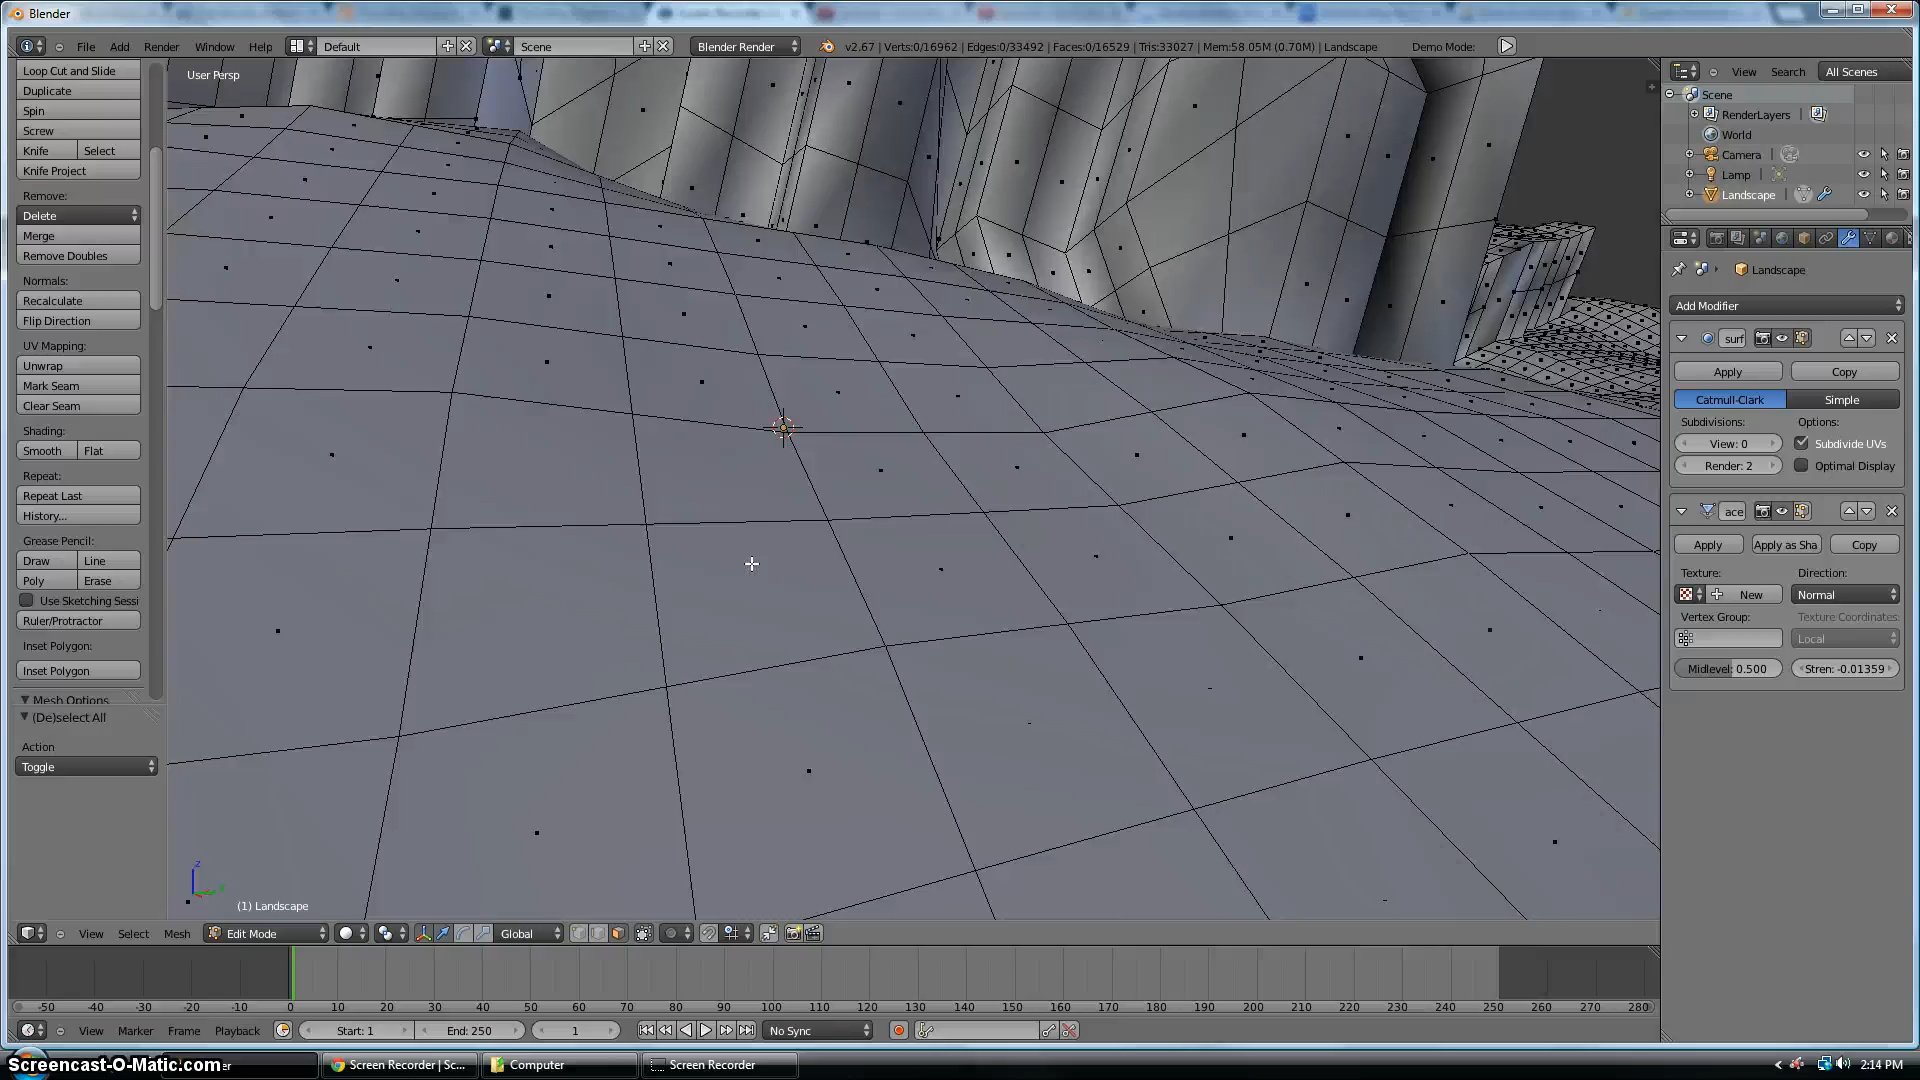 Blender
File Add Render Window Help Default Scene Blender Render v2.67 | Verts:0/16962 | Edges:0/33492 | Faces:0/16529 | Tris:33027 | Mem:58.05M (0.70M) | Landscape Demo Mode:
Loop Cut and Slide
Duplicate
Spin
Screw
Knife Select
Knife Project
Remove:
Delete
Merge
Remove Doubles
Normals:
Recalculate
Flip Direction
UV Mapping:
Unwrap
Mark Seam
Clear Seam
Shading:
Smooth Flat
Repeat:
Repeat Last
History...
Grease Pencil:
Draw Line
Poly Erase
Use Sketching Sessi
Ruler/Protractor
Inset Polygon:
Inset Polygon
Mesh Options
(De)select All
Action
Toggle
User Persp
z
(1) Landscape
View Search All Scenes
Scene
RenderLayers
World
Camera
Lamp
Landscape
Landscape
Add Modifier
surf
Apply Copy
Catmull-Clark Simple
Subdivisions: Options:
View: 0 Subdivide UVs
Render: 2 Optimal Display
ace
Apply Apply as Sha Copy
Texture: Direction:
New Normal
Vertex Group: Texture Coordinates:
Local
Midlevel: 0.500 Stren: -0.01359
View Select Mesh Edit Mode Global
-50 -40 -30 -20 -10 0 10 20 30 40 50 60 70 80 90 100 110 120 130 140 150 160 170 180 190 200 210 220 230 240 250 260 270 280
View Marker Frame Playback Start: 1 End: 250 1 No Sync
Screencast-O-Matic.com er Screen Recorder | Sc... Computer Screen Recorder 2:14 PM